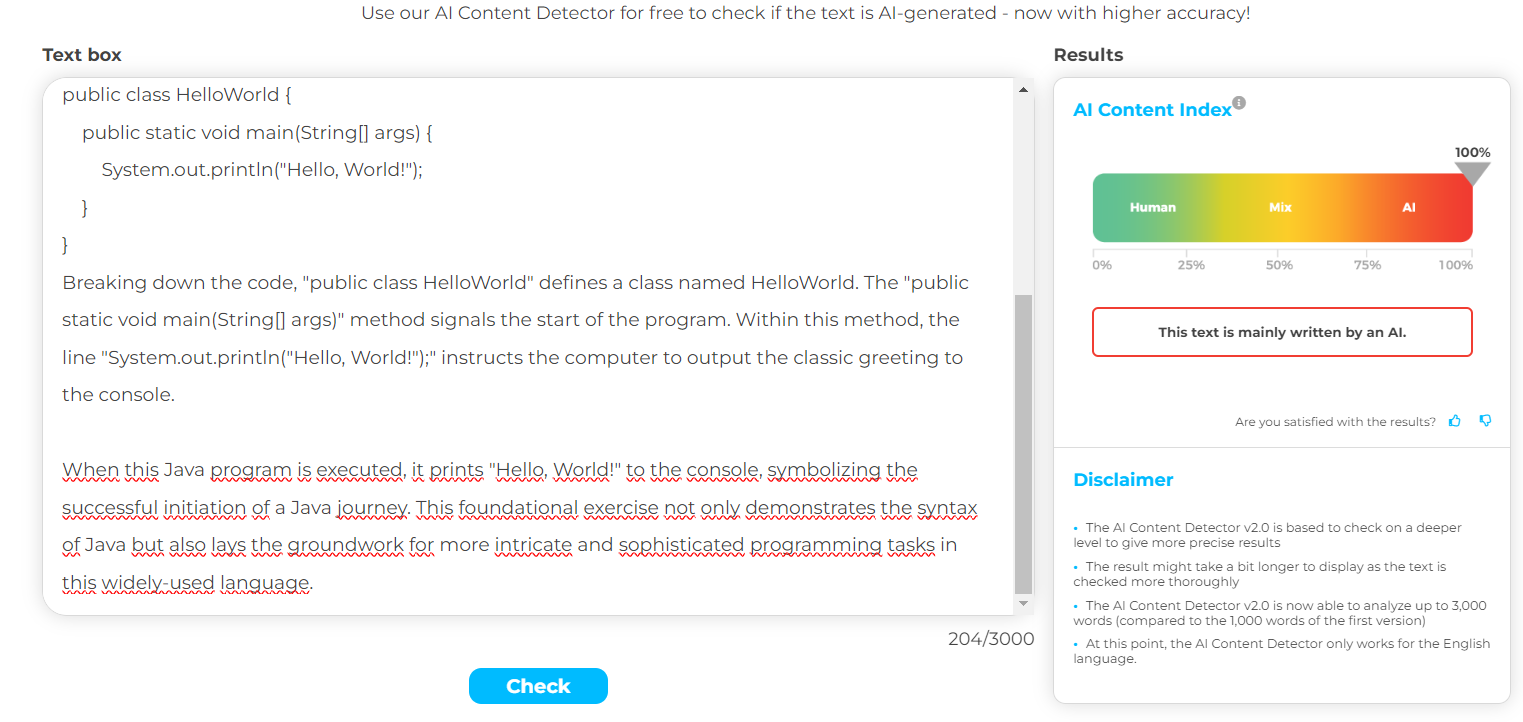 Use our AI Content Detector for free to check if the text is AI-generated - now with higher accuracy!
Text box
public class HelloWorld {
public static void main(String[] args) {
System.out.println("Hello, World!");
}
}
Breaking down the code, "public class HelloWorld" defines a class named HelloWorld. The "public
static void main(String[] args)" method signals the start of the program. Within this method, the
line "System.out.println("Hello, World!");" instructs the computer to output the classic greeting to
the console.
When this Java program is executed, it prints "Hello, World!" to the console, symbolizing the
successful initiation of a Java journey. This foundational exercise not only demonstrates the syntax
of Java but also lays the groundwork for more intricate and sophisticated programming tasks in
this widely-used language.
204/3000
Check
Results
AI Content Index
100%
Human Mix AI
0% 25% 50% 75% 100%
This text is mainly written by an AI.
Are you satisfied with the results?
Disclaimer
• The AI Content Detector v2.0 is based to check on a deeper
level to give more precise results
• The result might take a bit longer to display as the text is
checked more thoroughly
• The AI Content Detector v2.0 is now able to analyze up to 3,000
words (compared to the 1,000 words of the first version)
• At this point, the AI Content Detector only works for the English
language.